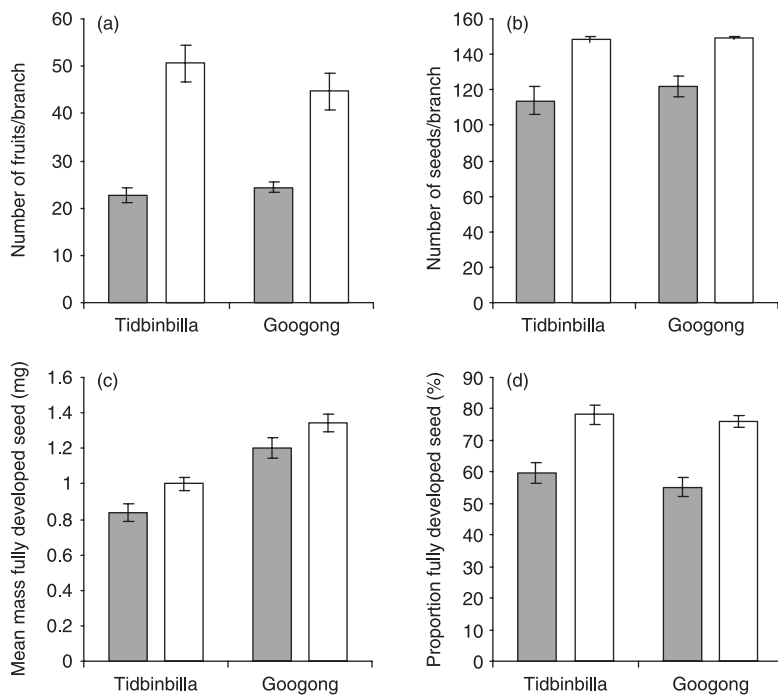 (a)
Number of fruits/branch
60
50
40
30
20
10
0
Tidbinbilla Googong
(b)
Number of seeds/branch
160
140
120
100
80
60
40
20
0
Tidbinbilla Googong
(c)
Mean mass fully developed seed (mg)
1.6
1.4
1.2
1
0.8
0.6
0.4
0.2
0
Tidbinbilla Googong
(d)
Proportion fully developed seed (%)
90
80
70
60
50
40
30
20
10
0
Tidbinbilla Googong